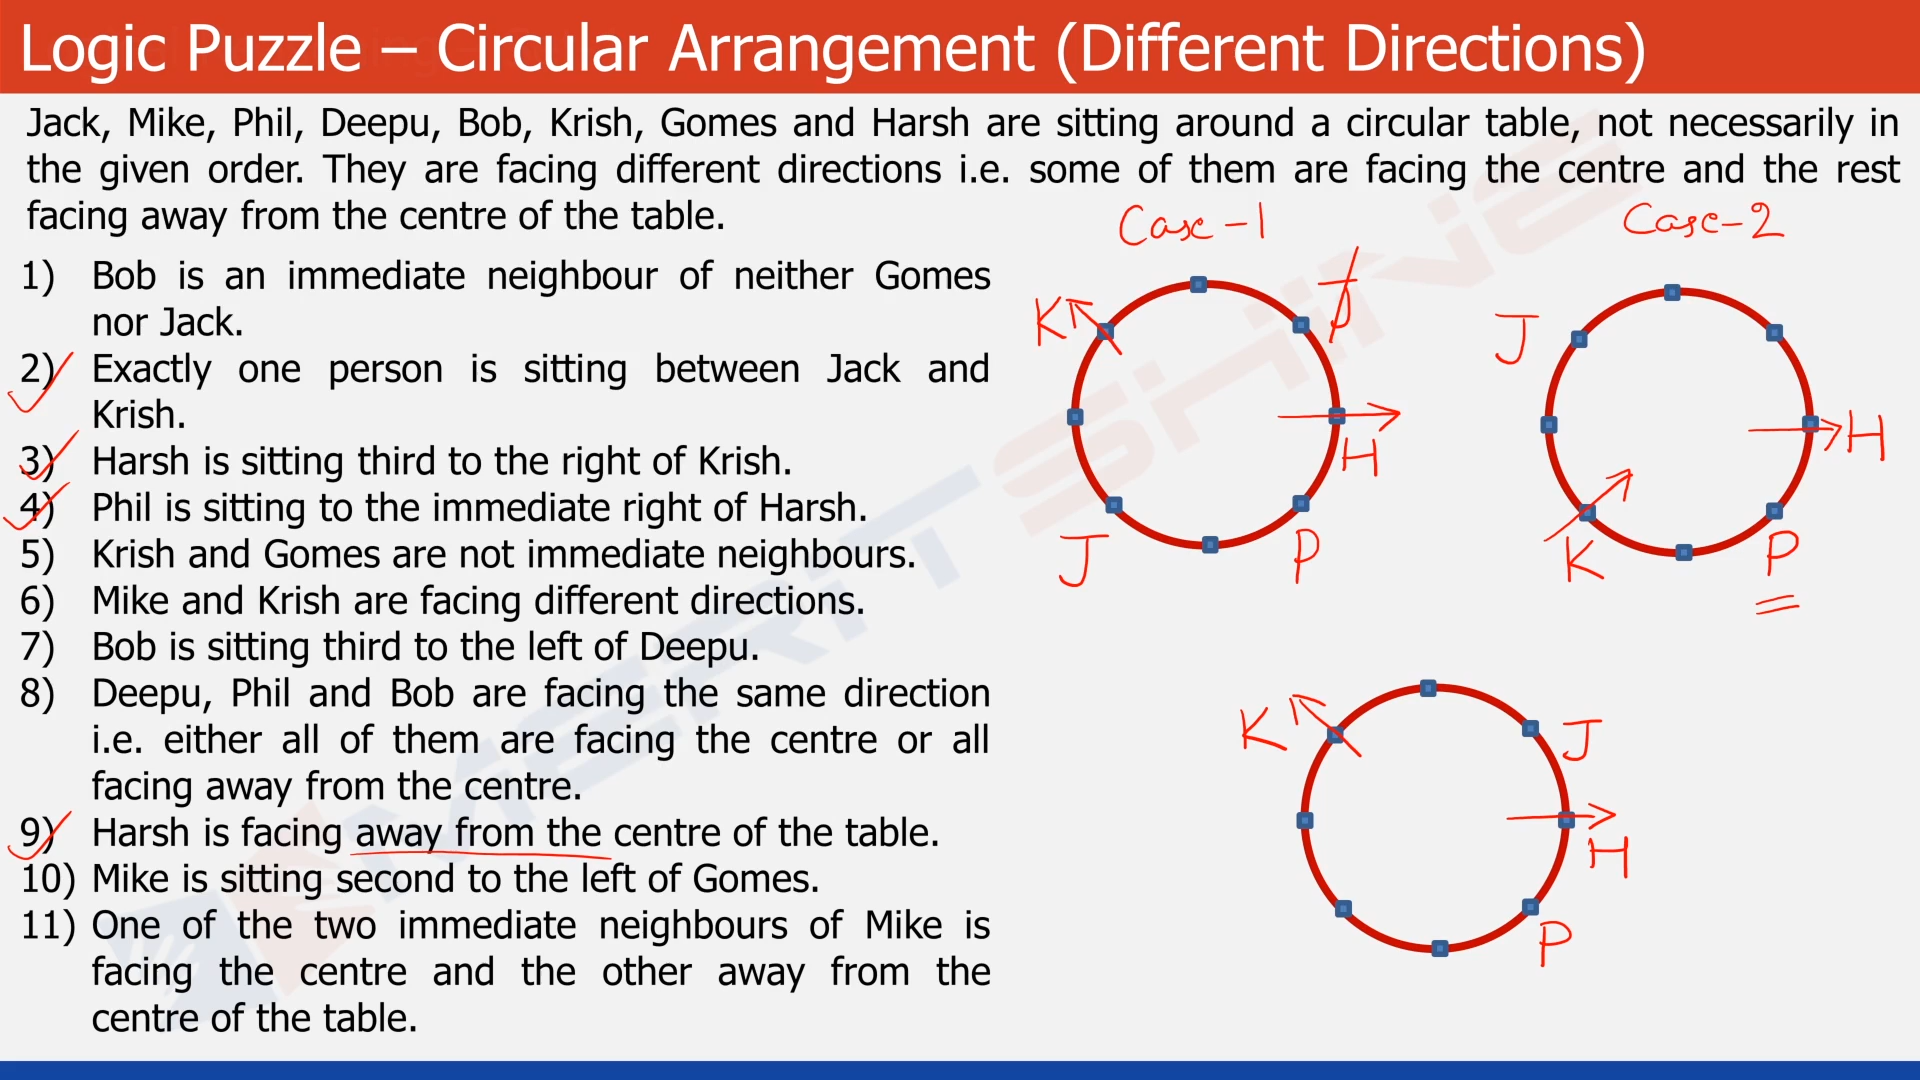 Logic Puzzle – Circular Arrangement (Different Directions)
Jack, Mike, Phil, Deepu, Bob, Krish, Gomes and Harsh are sitting around a circular table, not necessarily in
the given order. They are facing different directions i.e. some of them are facing the centre and the rest
facing away from the centre of the table.
1) Bob is an immediate neighbour of neither Gomes
nor Jack.
2) Exactly one person is sitting between Jack and
Krish.
3) Harsh is sitting third to the right of Krish.
4) Phil is sitting to the immediate right of Harsh.
5) Krish and Gomes are not immediate neighbours.
6) Mike and Krish are facing different directions.
7) Bob is sitting third to the left of Deepu.
8) Deepu, Phil and Bob are facing the same direction
i.e. either all of them are facing the centre or all
facing away from the centre.
9) Harsh is facing away from the centre of the table.
10) Mike is sitting second to the left of Gomes.
11) One of the two immediate neighbours of Mike is
facing the centre and the other away from the
centre of the table.
Case-1
K
J
H
J
P
Case-2
J
H
K
P
K
J
H
P
MERiT SHiNE